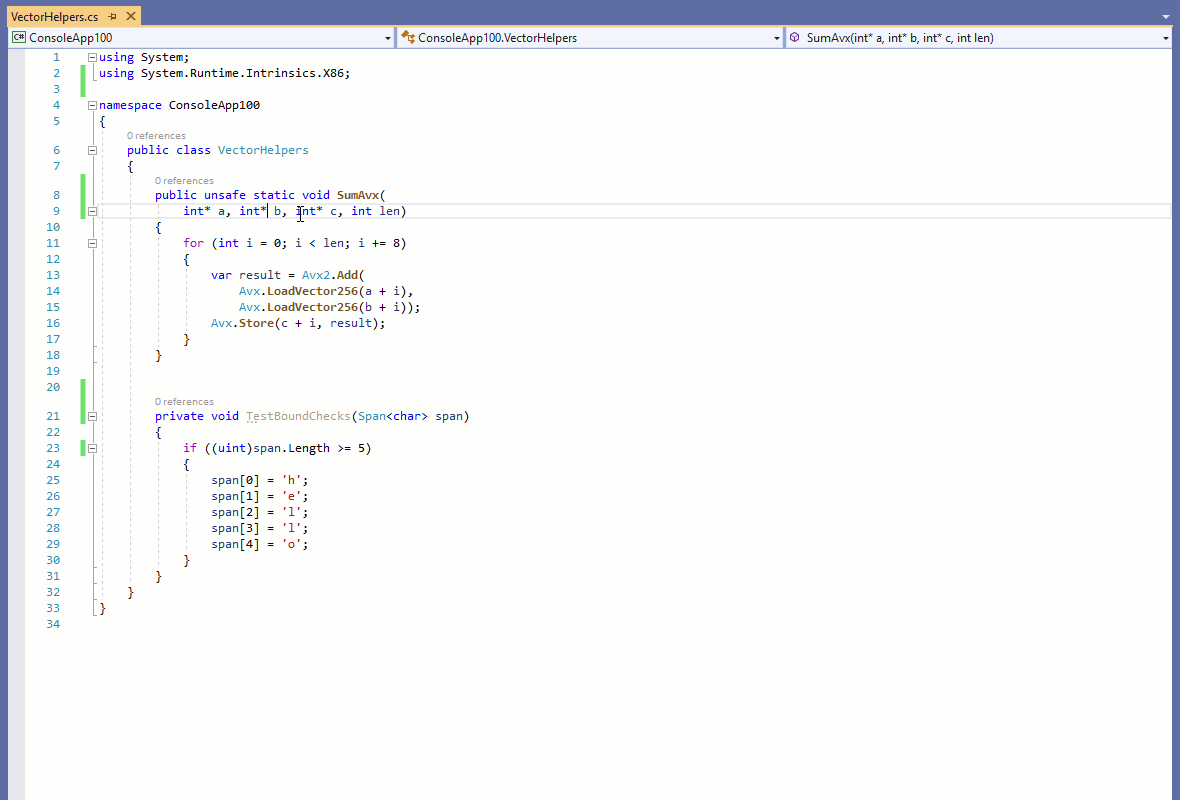 VectorHelpers.cs
C# ConsoleApp100 ConsoleApp100.VectorHelpers SumAvx(int* a, int* b, int* c, int len)
1 using System;
2 using System.Runtime.Intrinsics.X86;
3
4 namespace ConsoleApp100
5 {
0 references
6 public class VectorHelpers
7 {
0 references
8 public unsafe static void SumAvx(
9 int* a, int* b, int* c, int len)
10 {
11 for (int i = 0; i < len; i += 8)
12 {
13 var result = Avx2.Add(
14 Avx.LoadVector256(a + i),
15 Avx.LoadVector256(b + i));
16 Avx.Store(c + i, result);
17 }
18 }
19
20
0 references
21 private void TestBoundChecks(Span<char> span)
22 {
23 if ((uint)span.Length >= 5)
24 {
25 span[0] = 'h';
26 span[1] = 'e';
27 span[2] = 'l';
28 span[3] = 'l';
29 span[4] = 'o';
30 }
31 }
32 }
33 }
34